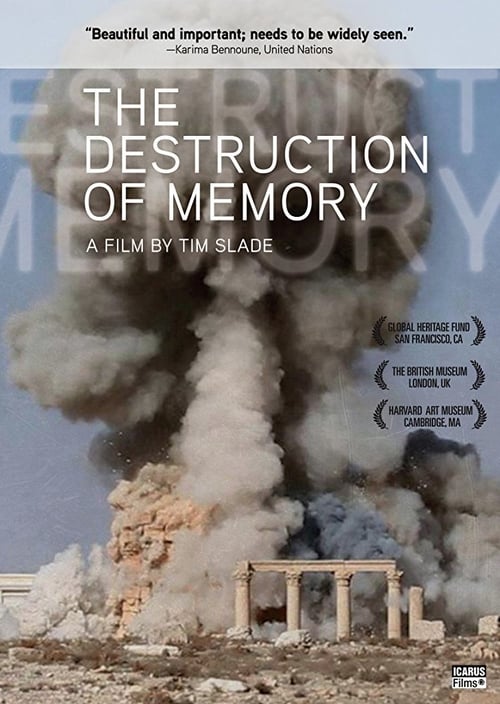 “Beautiful and important; needs to be widely seen.”
—Karima Bennoune, United Nations
ESTRUCT
MEMORY
THE
DESTRUCTION
OF MEMORY
A FILM BY TIM SLADE
GLOBAL HERITAGE FUND
SAN FRANCISCO, CA
THE BRITISH MUSEUM
LONDON, UK
HARVARD ART MUSEUM
CAMBRIDGE, MA
ICARUS
Films®